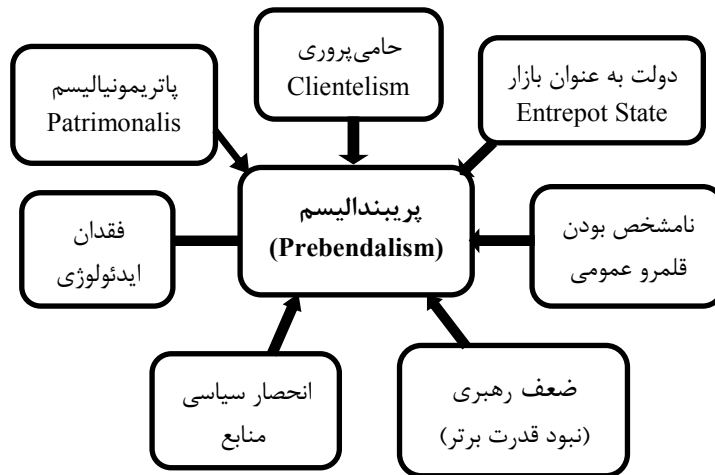 حامی‌پروری
Clientelism
دولت به عنوان بازار
Entrepot State
پاتریمونیالیسم
Patrimonalis
پریبندالیسم
(Prebendalism)
نامشخص بودن
قلمرو عمومی
فقدان
ایدئولوژی
ضعف رهبری
(نبود قدرت برتر)
انحصار سیاسی
منابع